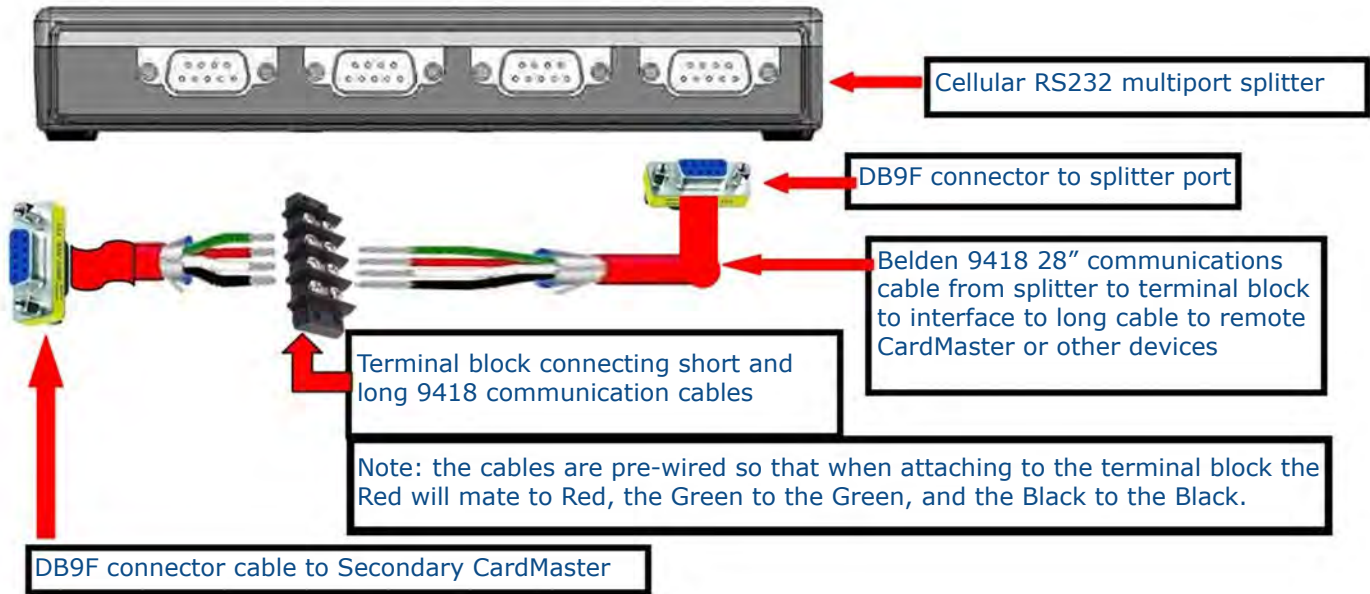 Cellular RS232 multiport splitter
DB9F connector to splitter port
Belden 9418 28” communications
cable from splitter to terminal block
to interface to long cable to remote
CardMaster or other devices
Terminal block connecting short and
long 9418 communication cables
Note: the cables are pre-wired so that when attaching to the terminal block the
Red will mate to Red, the Green to the Green, and the Black to the Black.
DB9F connector cable to Secondary CardMaster